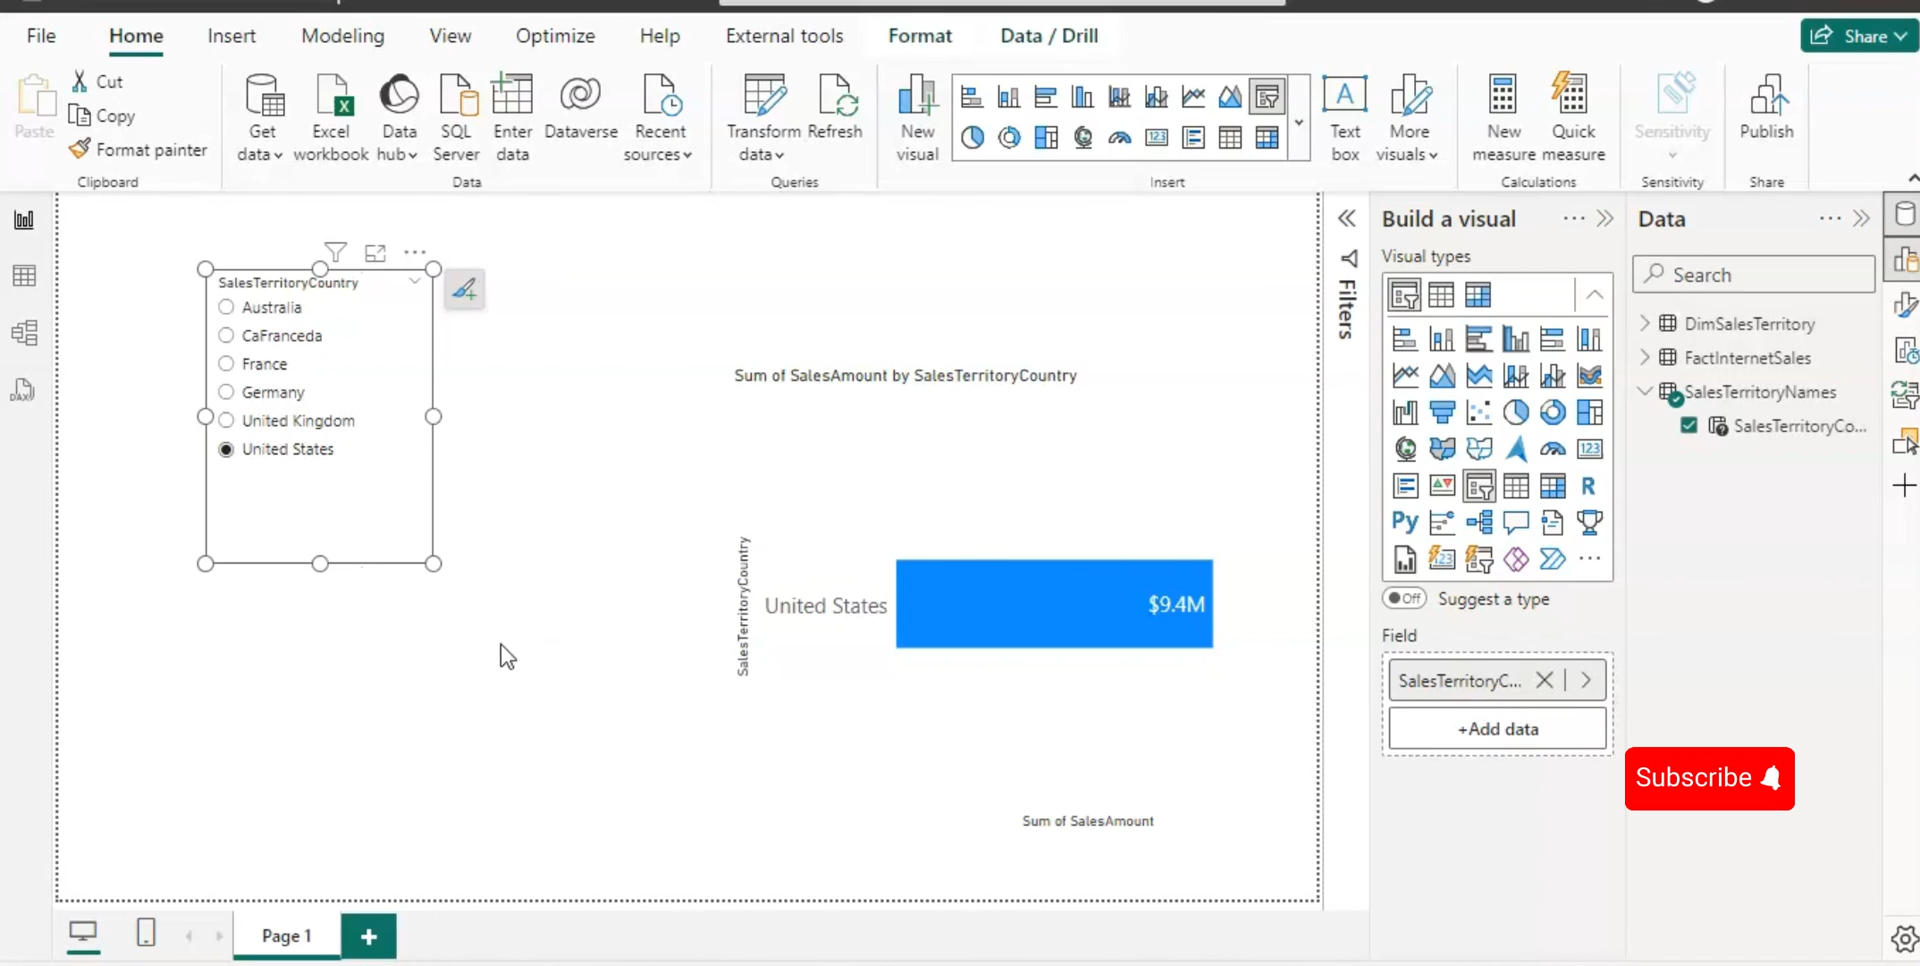 File Home Insert Modeling View Optimize Help External tools Format Data / Drill Share
Paste
Cut
Copy
Format painter
Clipboard
Get data
Excel workbook
Data hub
SQL Server
Enter data
Dataverse
Recent sources
Data
Transform data
Refresh
Queries
New visual
Text box
More visuals
Insert
New measure
Quick measure
Calculations
Sensitivity
Sensitivity
Publish
Share
SalesTerritoryCountry
Australia
CaFranceda
France
Germany
United Kingdom
United States
Sum of SalesAmount by SalesTerritoryCountry
SalesTerritoryCountry
United States
$9.4M
Sum of SalesAmount
Filters
Build a visual
Visual types
R
Py
123
Off Suggest a type
Field
SalesTerritoryC...
+Add data
Data
Search
DimSalesTerritory
FactInternetSales
SalesTerritoryNames
SalesTerritoryCo...
Subscribe
DAX
Page 1